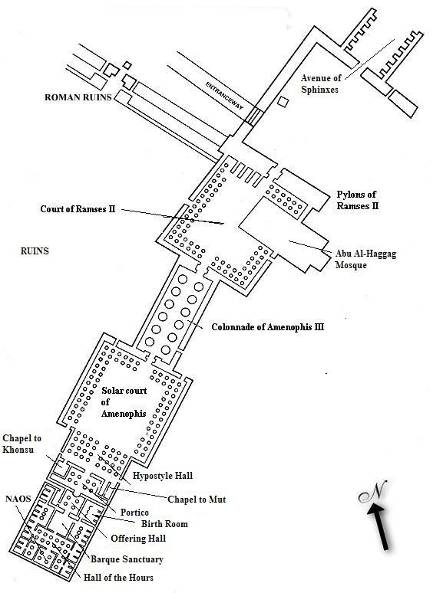 Avenue of
Sphinxes
ENTRANCEWAY
ROMAN RUINS
Pylons of
Ramses II
Court of Ramses II
RUINS
Abu Al-Haggag
Mosque
Colonnade of Amenophis III
Solar court
of
Amenophis
Chapel to
Khonsu
Hypostyle Hall
NAOS
Chapel to Mut
Portico
Birth Room
Offering Hall
Barque Sanctuary
Hall of the Hours
N